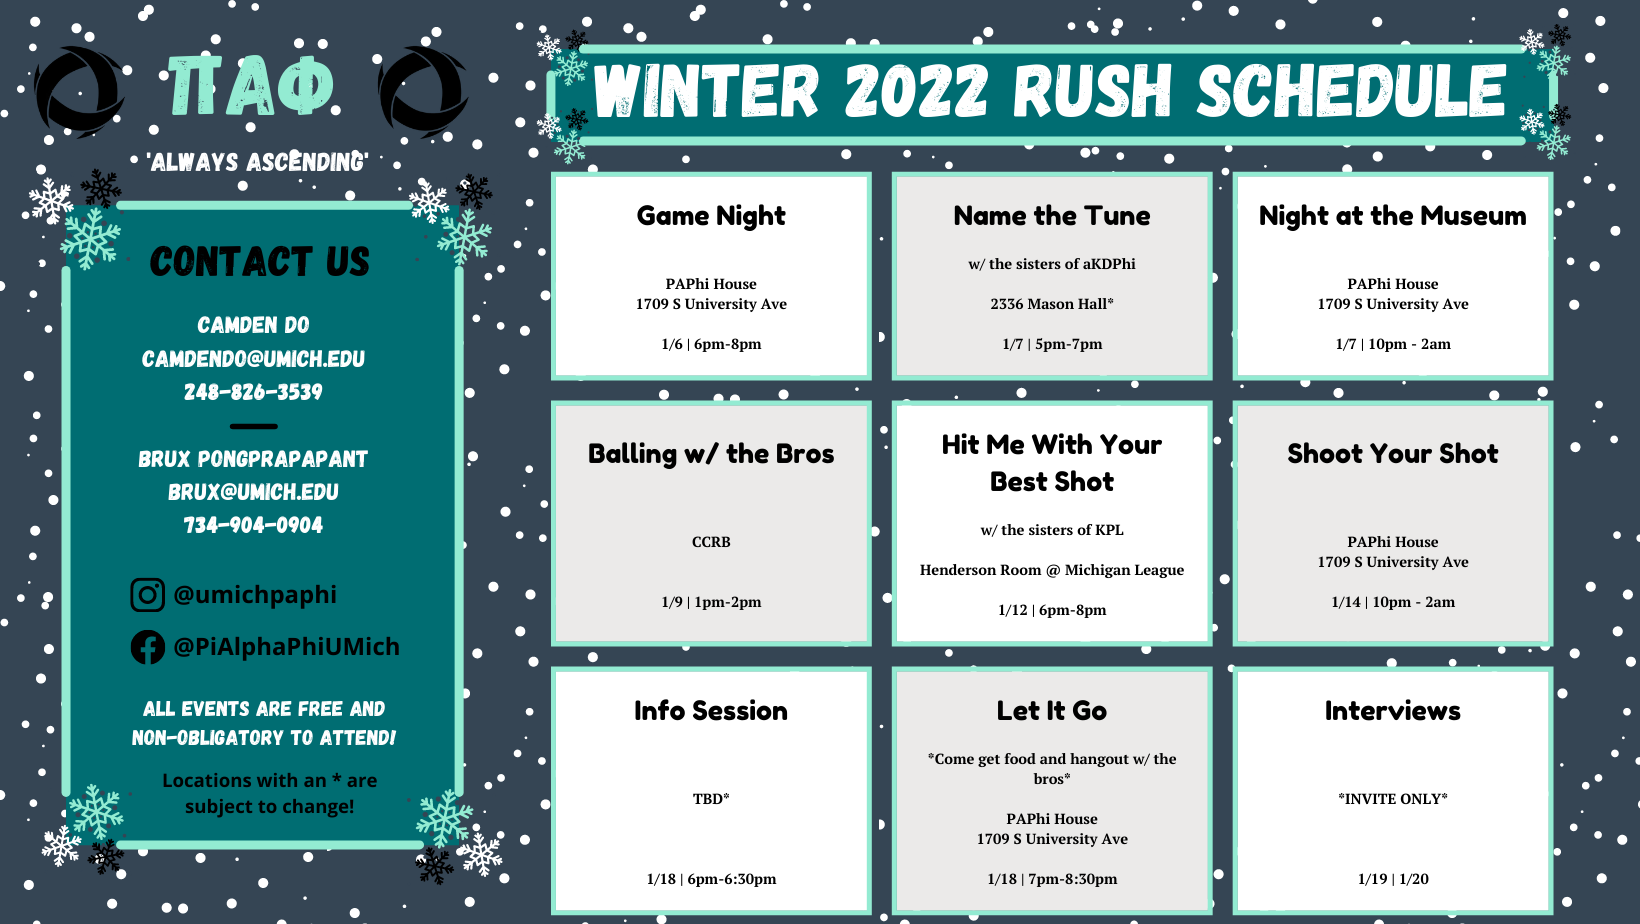 ΠΑΦ
'ALWAYS ASCENDING'
CONTACT US
CAMDEN DO
CAMDENDO@UMICH.EDU
248-826-3539
BRUX PONGPRAPAPANT
BRUX@UMICH.EDU
734-904-0904
@umichpaphi
@PiAlphaPhiUMich
ALL EVENTS ARE FREE AND
NON-OBLIGATORY TO ATTEND!
Locations with an * are
subject to change!
WINTER 2022 RUSH SCHEDULE
Game Night
PAPhi House
1709 S University Ave
1/6 | 6pm-8pm
Name the Tune
w/ the sisters of aKDPhi
2336 Mason Hall*
1/7 | 5pm-7pm
Night at the Museum
PAPhi House
1709 S University Ave
1/7 | 10pm - 2am
Balling w/ the Bros
CCRB
1/9 | 1pm-2pm
Hit Me With Your
Best Shot
w/ the sisters of KPL
Henderson Room @ Michigan League
1/12 | 6pm-8pm
Shoot Your Shot
PAPhi House
1709 S University Ave
1/14 | 10pm - 2am
Info Session
TBD*
1/18 | 6pm-6:30pm
Let It Go
*Come get food and hangout w/ the
bros*
PAPhi House
1709 S University Ave
1/18 | 7pm-8:30pm
Interviews
*INVITE ONLY*
1/19 | 1/20